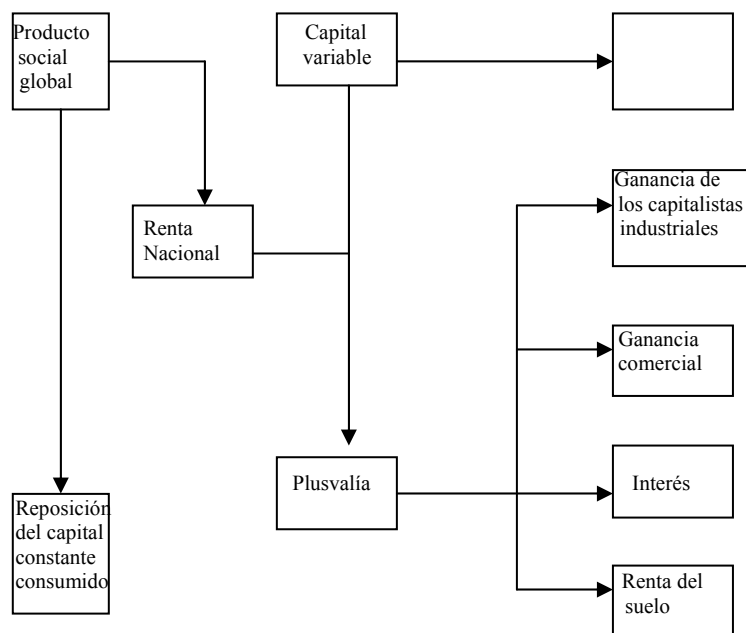 Producto
social
global
Capital
variable
Ganancia de
los capitalistas
industriales
Renta
Nacional
Ganancia
comercial
Plusvalía
Interés
Reposición
del capital
constante
consumido
Renta del
suelo